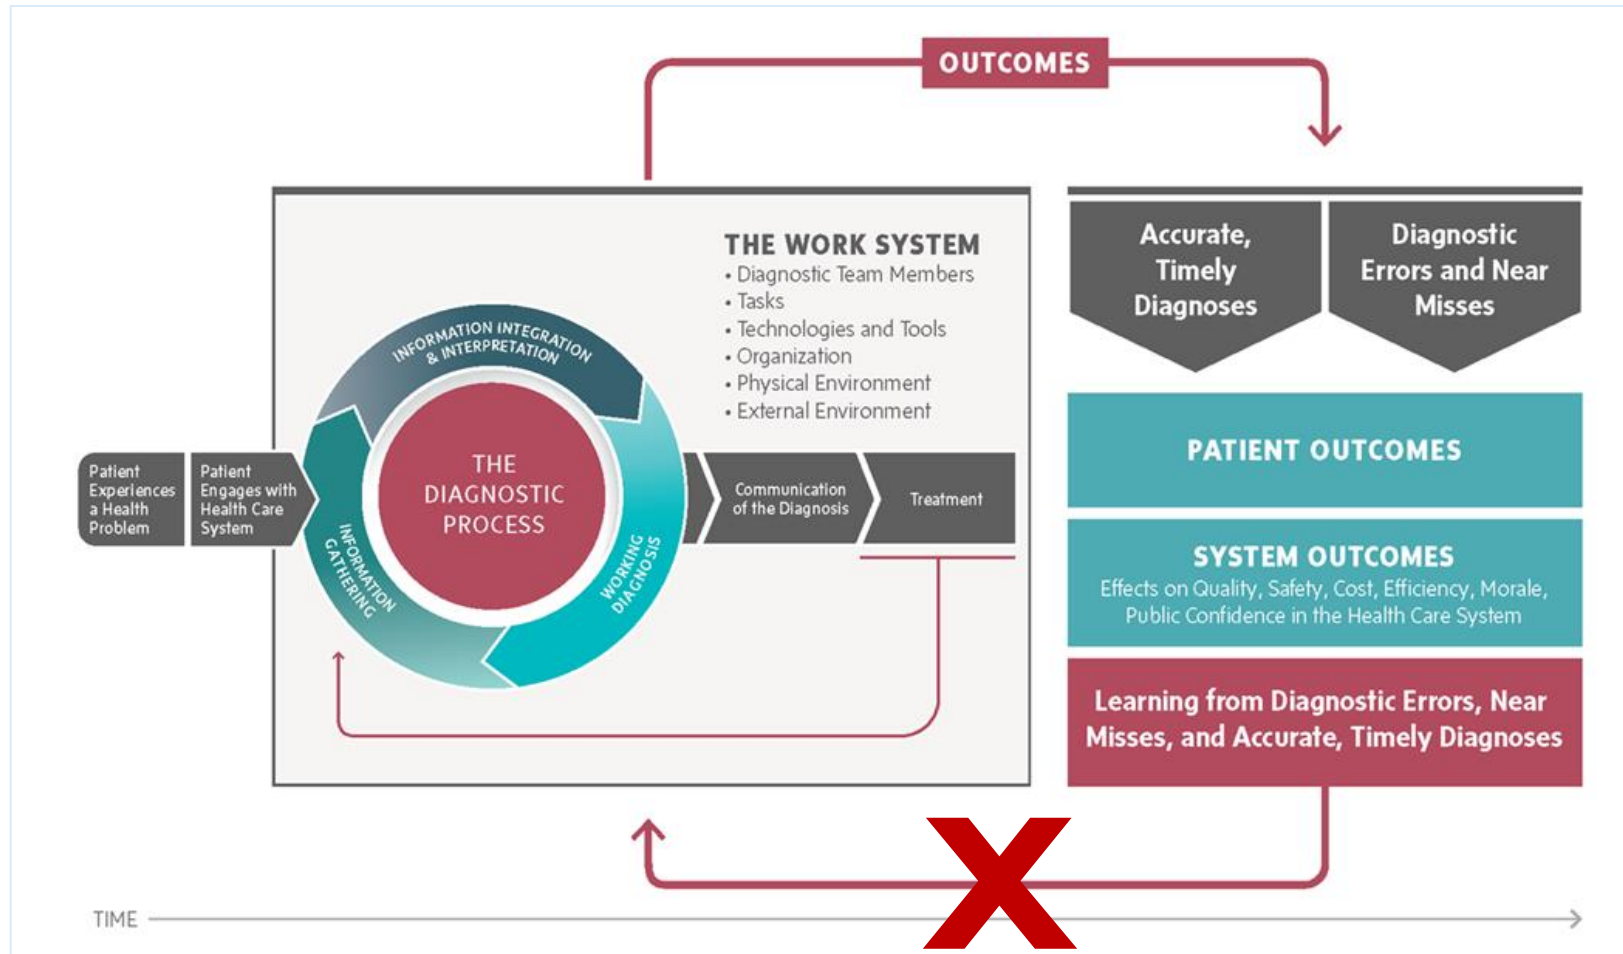 OUTCOMES
THE WORK SYSTEM
• Diagnostic Team Members
• Tasks
• Technologies and Tools
• Organization
• Physical Environment
• External Environment
Patient
Experiences
a Health
Problem
Patient
Engages with
Health Care
System
INFORMATION INTEGRATION
& INTERPRETATION
THE
DIAGNOSTIC
PROCESS
INFORMATION
GATHERING
WORKING
DIAGNOSIS
Communication
of the Diagnosis
Treatment
Accurate,
Timely
Diagnoses
Diagnostic
Errors and Near
Misses
PATIENT OUTCOMES
SYSTEM OUTCOMES
Effects on Quality, Safety, Cost, Efficiency, Morale,
Public Confidence in the Health Care System
Learning from Diagnostic Errors, Near
Misses, and Accurate, Timely Diagnoses
X
TIME